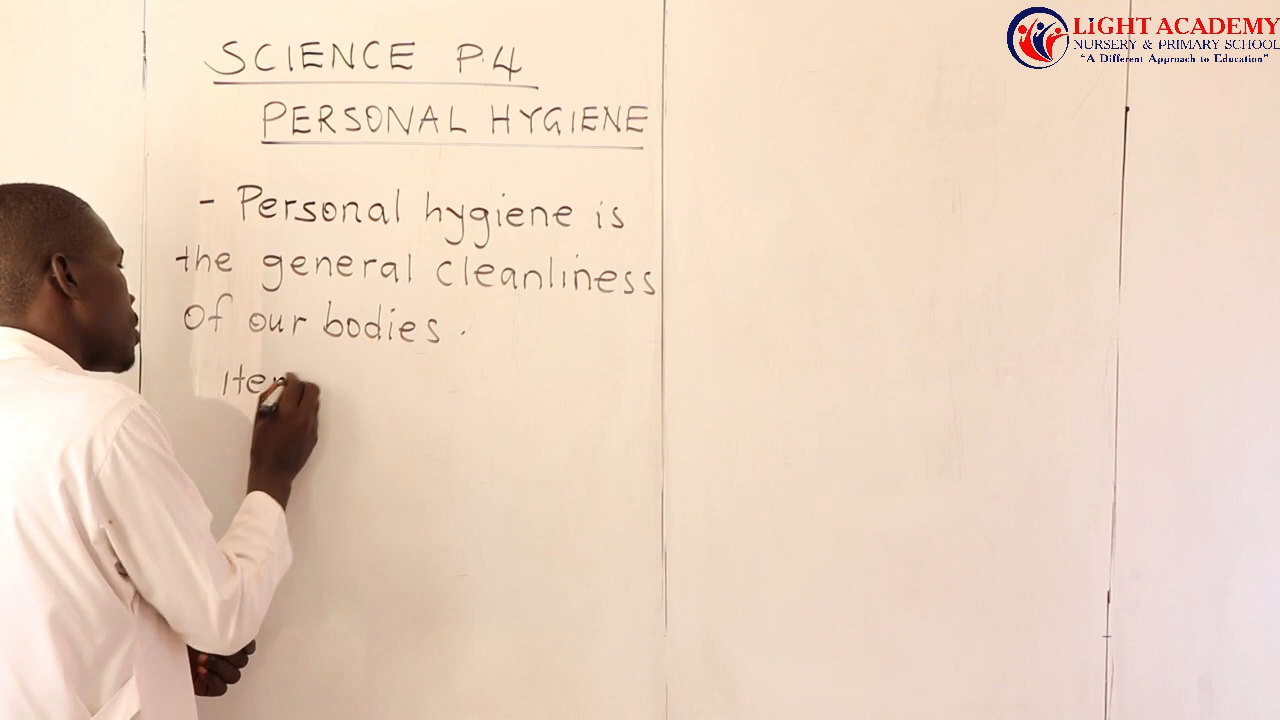 SCIENCE P.4
PERSONAL HYGIENE
- Personal hygiene is
the general cleanliness
of our bodies.
Ite
LIGHT ACADEMY
NURSERY & PRIMARY SCHOOL
"A Different Approach to Education"